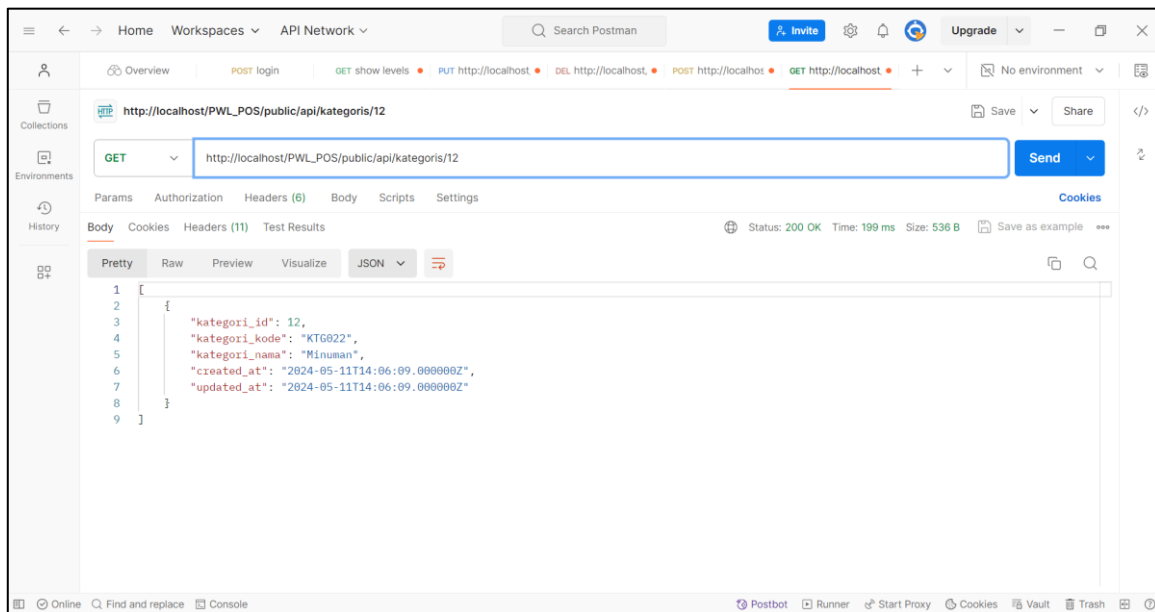 Home Workspaces API Network Search Postman Invite Upgrade
Overview POST login GET show levels PUT http://localhost, DEL http://localhost, POST http://localhos GET http://localhost, No environment
HTTP http://localhost/PWL_POS/public/api/kategoris/12 Save Share
GET http://localhost/PWL_POS/public/api/kategoris/12 Send
Params Authorization Headers (6) Body Scripts Settings Cookies
Body Cookies Headers (11) Test Results Status: 200 OK Time: 199 ms Size: 536 B Save as example
Pretty Raw Preview Visualize JSON
1 [
2 {
3 "kategori_id": 12,
4 "kategori_kode": "KTG022",
5 "kategori_nama": "Minuman",
6 "created_at": "2024-05-11T14:06:09.000000Z",
7 "updated_at": "2024-05-11T14:06:09.000000Z"
8 }
9 ]
Collections
Environments
History
Online Find and replace Console Postbot Runner Start Proxy Cookies Vault Trash